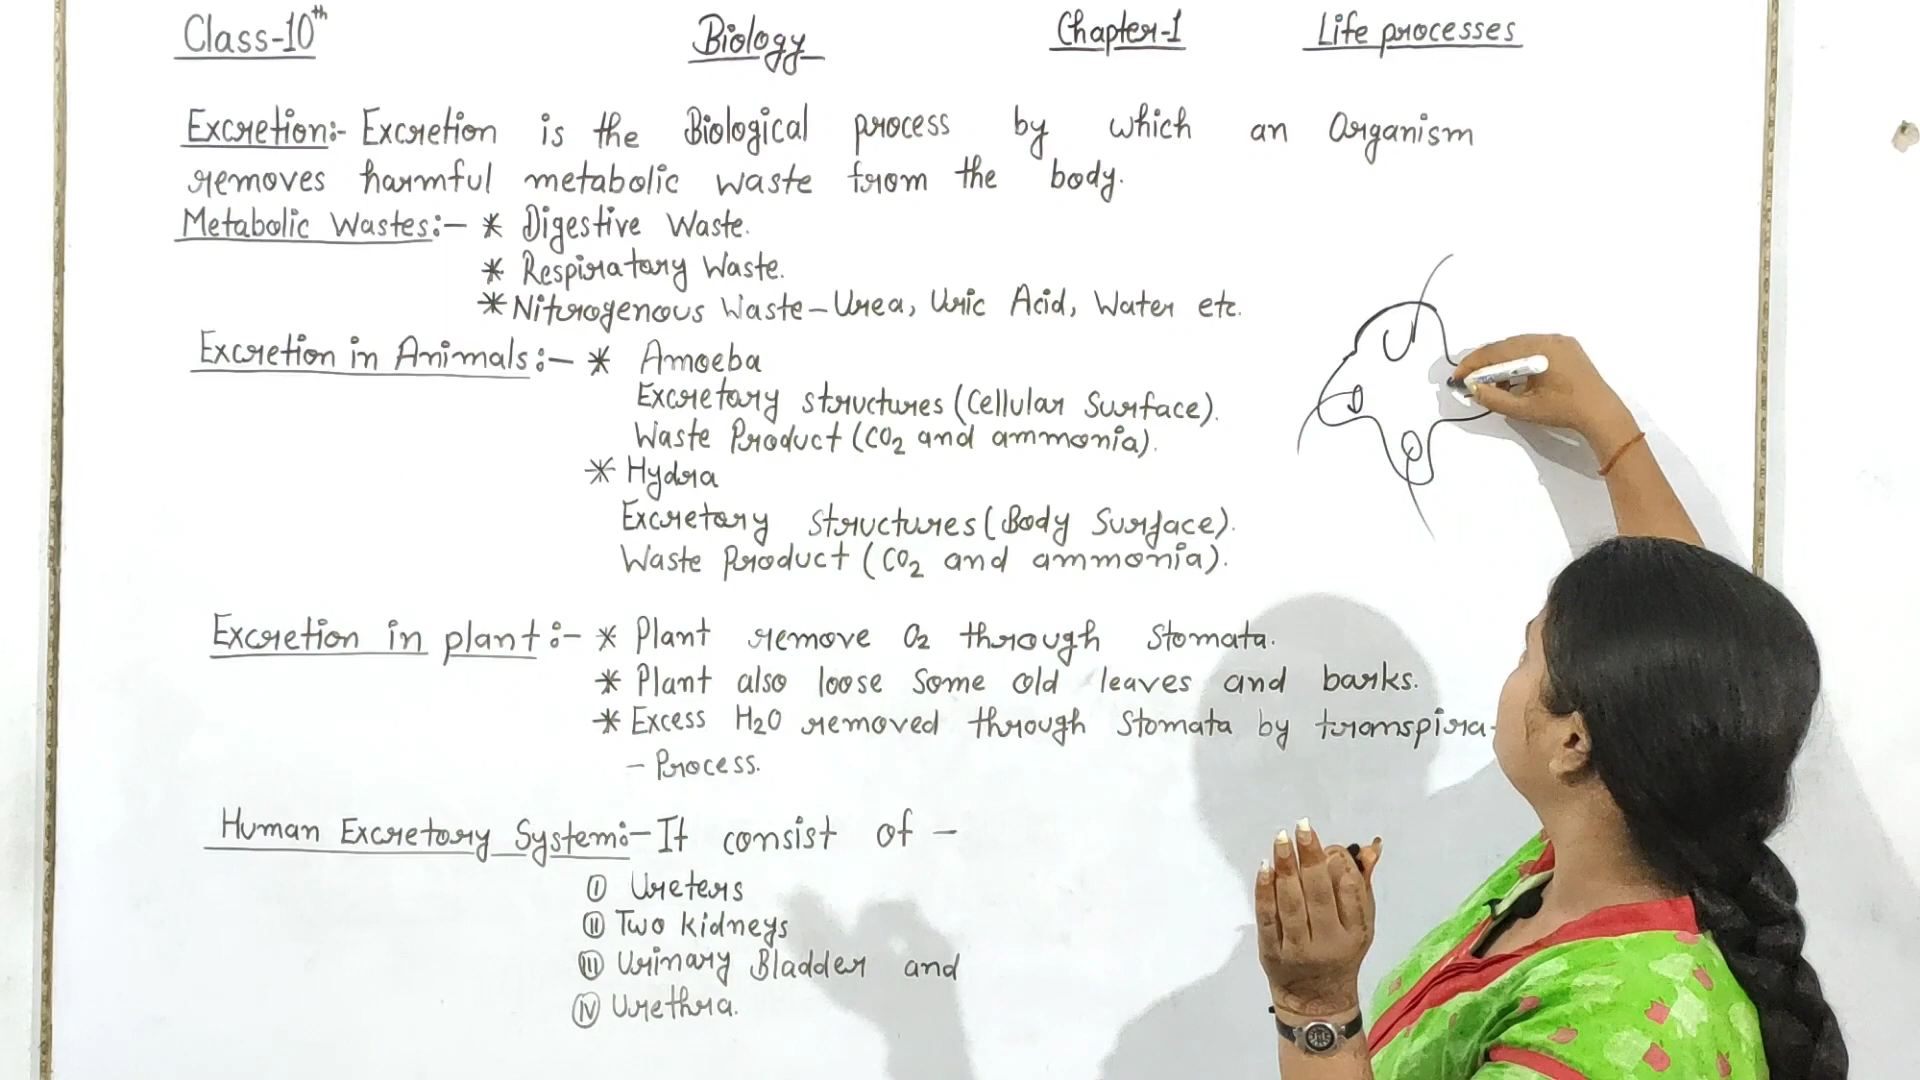 Class-10th Biology Chapter-1 Life processes
Excretion:- Excretion is the Biological process by which an Organism
removes harmful metabolic waste from the body.
Metabolic Wastes:- * Digestive Waste.
* Respiratory Waste.
* Nitrogenous Waste - Urea, Uric Acid, Water etc.
Excretion in Animals:- * Amoeba
Excretory structures (Cellular Surface).
Waste Product (CO2 and ammonia).
* Hydra
Excretory Structures (Body Surface).
Waste Product (CO2 and ammonia).
Excretion in plant:- * Plant remove O2 through Stomata.
* Plant also loose some old leaves and barks.
* Excess H2O removed through Stomata by transpira-
- Process.
Human Excretory System:- It consist of -
(I) Ureters
(II) Two kidneys
(III) Urinary Bladder and
(IV) Urethra.